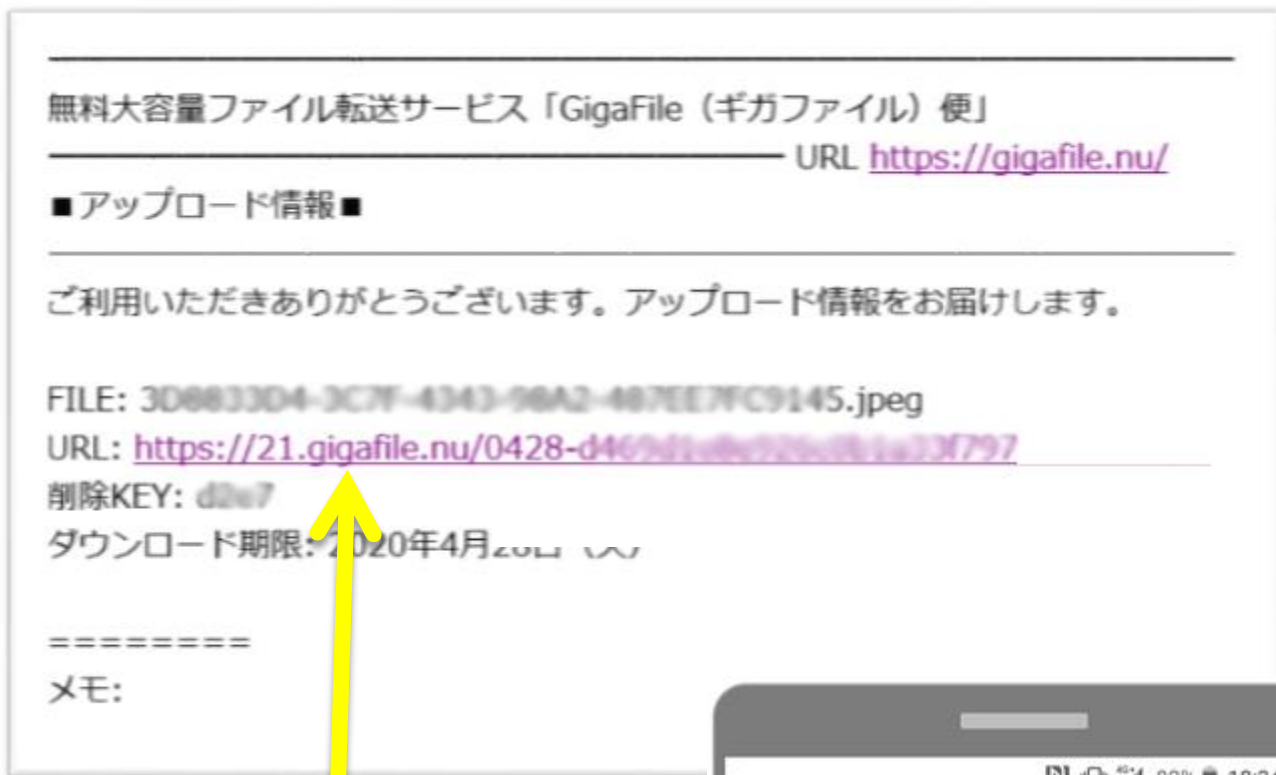 無料大容量ファイル転送サービス「GigaFile（ギガファイル）便」
URL https://gigafile.nu/
■アップロード情報■
ご利用いただきありがとうございます。アップロード情報をお届けします。
FILE: 45.jpeg
URL: https://21.gigafile.nu/0428-d4
削除KEY:
ダウンロード期限: 2020年4月
========
メモ: